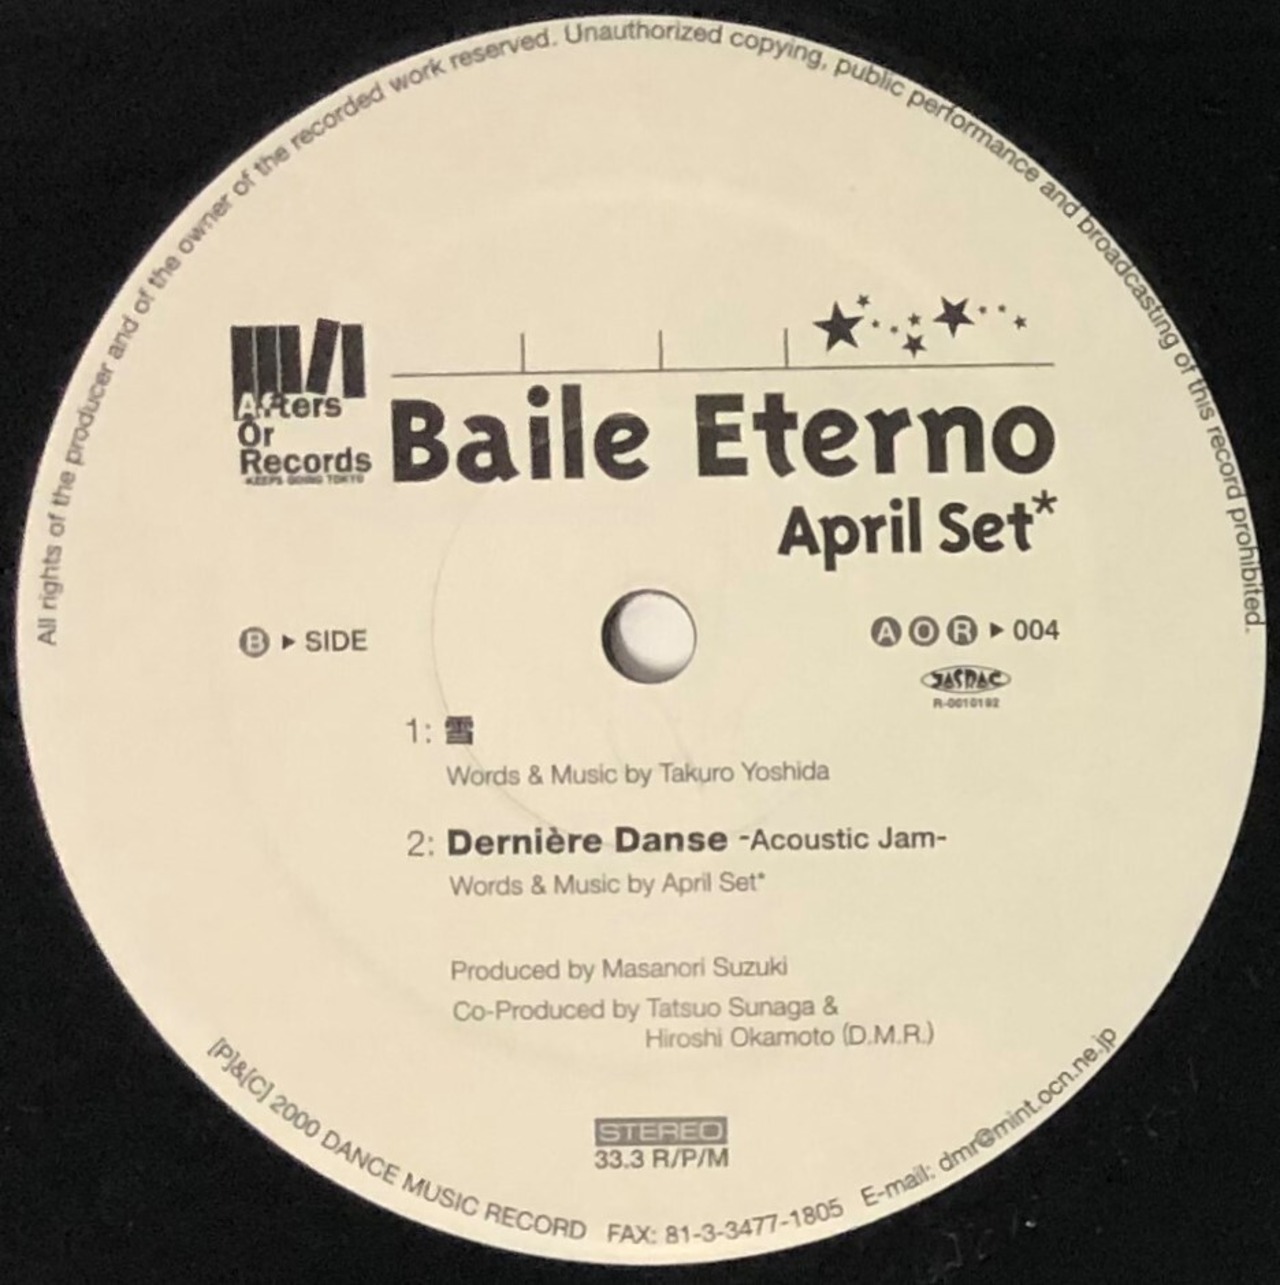 All rights of the producer and of the owner of the recorded work reserved. Unauthorized copying, public performance and broadcasting of this record prohibited.
Afters
Or
Records
KEEPS GOING TOKYO
Baile Eterno
April Set*
B ▶ SIDE
A O R ▶ 004
JASRAC
R-0010192
1: 雪
Words & Music by Takuro Yoshida
2: Dernière Danse -Acoustic Jam-
Words & Music by April Set*
Produced by Masanori Suzuki
Co-Produced by Tatsuo Sunaga &
Hiroshi Okamoto (D.M.R.)
STEREO
33.3 R/P/M
[P]&[C] 2000 DANCE MUSIC RECORD FAX: 81-3-3477-1805 E-mail: dmr@mint.ocn.ne.jp